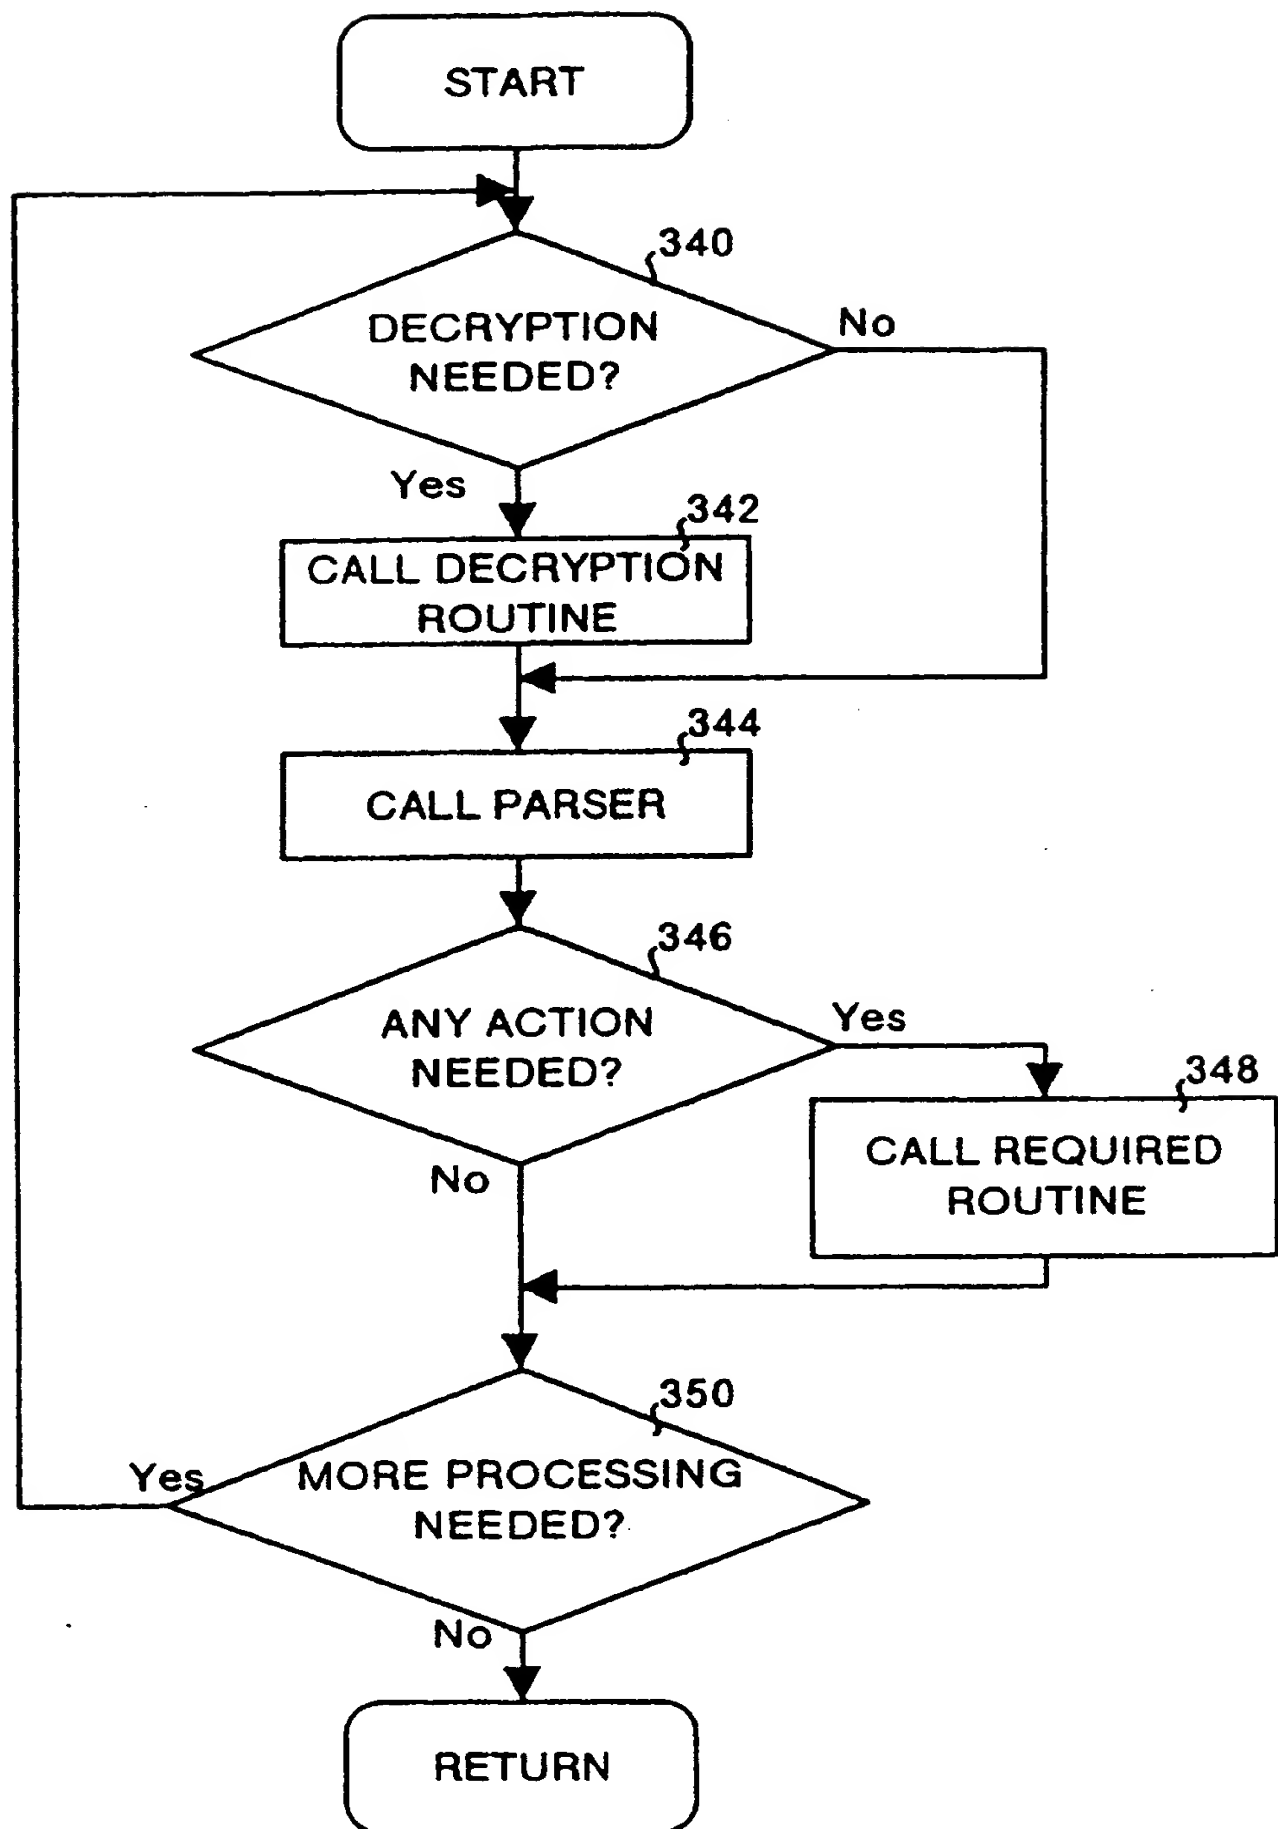 START
340
DECRYPTION
NEEDED?
No
Yes
342
CALL DECRYPTION
ROUTINE
344
CALL PARSER
346
ANY ACTION
NEEDED?
Yes
348
CALL REQUIRED
ROUTINE
No
350
MORE PROCESSING
NEEDED?
Yes
No
RETURN